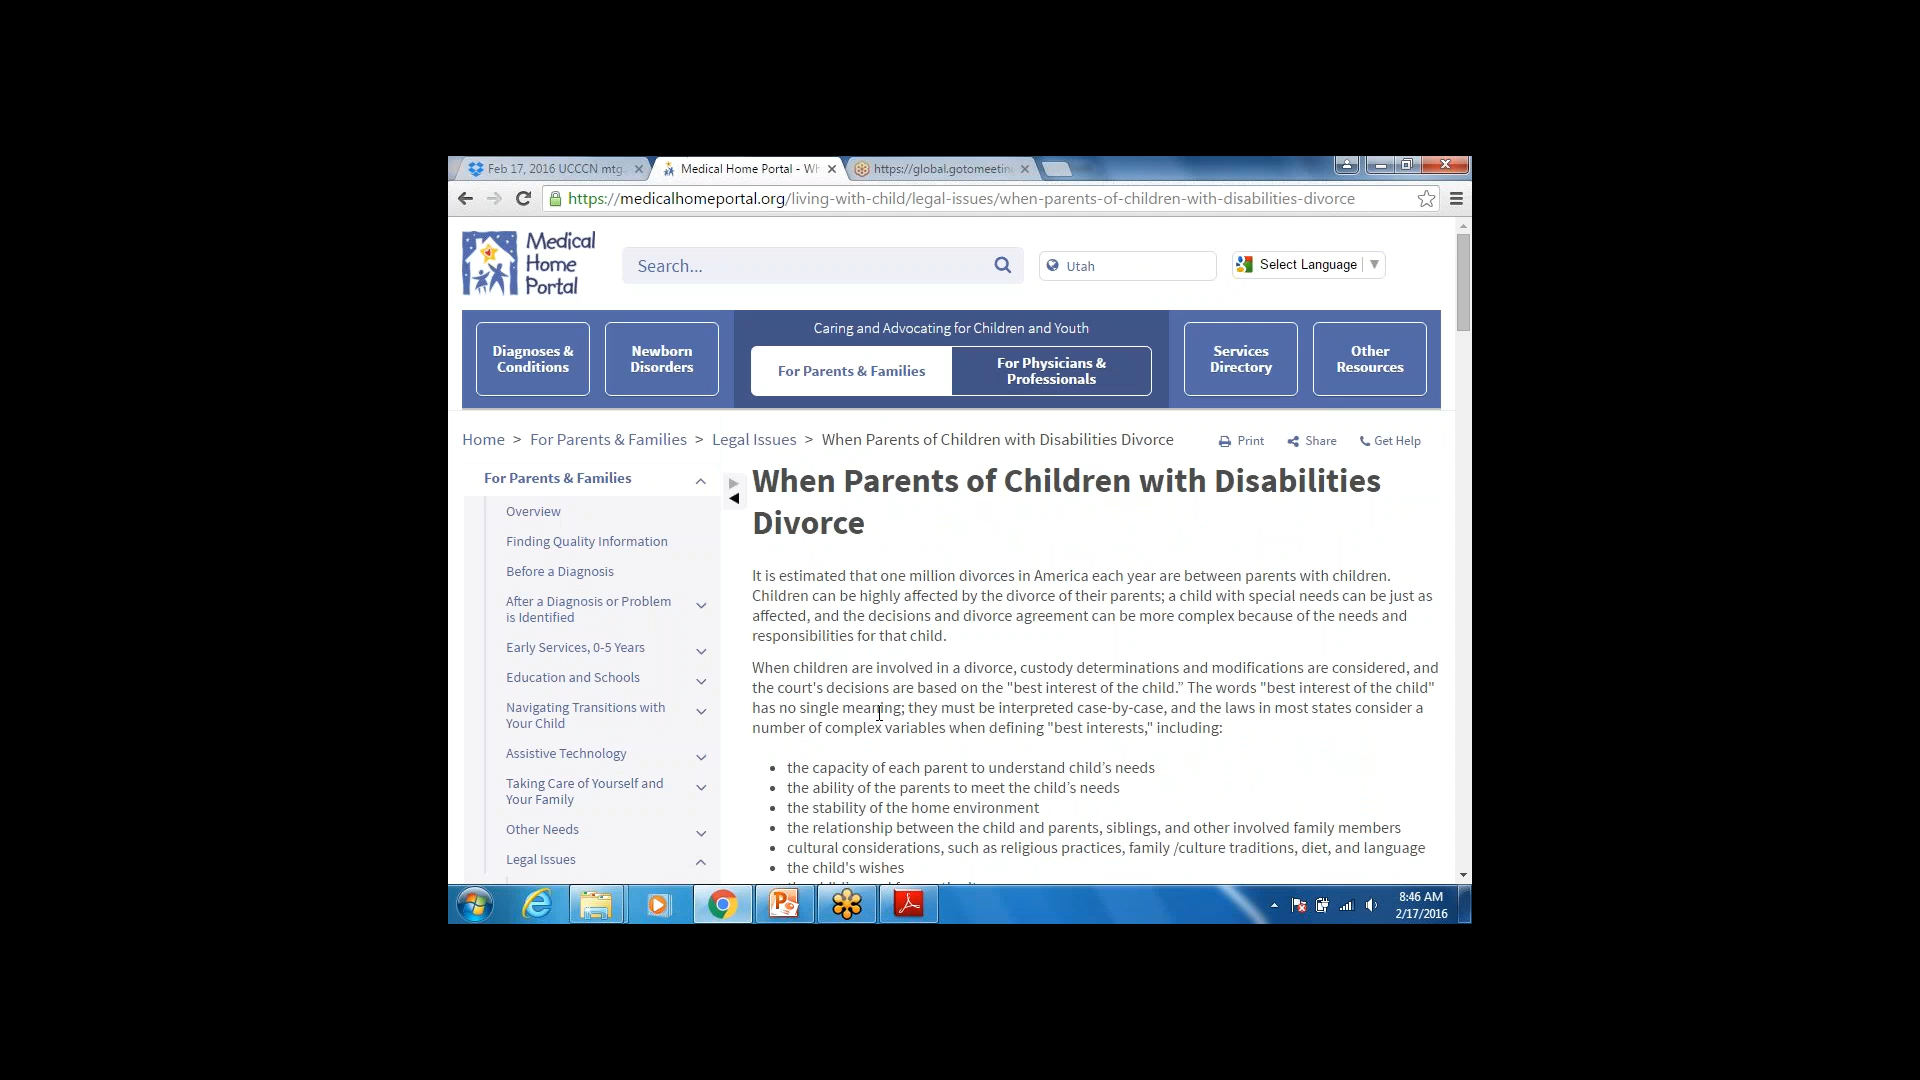 Feb 17, 2016 UCCCN mtg.
Medical Home Portal - Wh
https://global.gotomeetin
https://medicalhomeportal.org/living-with-child/legal-issues/when-parents-of-children-with-disabilities-divorce
Medical
Home
Portal
Search...
Utah
Select Language
Diagnoses &
Conditions
Newborn
Disorders
Caring and Advocating for Children and Youth
For Parents & Families
For Physicians &
Professionals
Services
Directory
Other
Resources
Home > For Parents & Families > Legal Issues > When Parents of Children with Disabilities Divorce
Print
Share
Get Help
For Parents & Families
Overview
Finding Quality Information
Before a Diagnosis
After a Diagnosis or Problem
is Identified
Early Services, 0-5 Years
Education and Schools
Navigating Transitions with
Your Child
Assistive Technology
Taking Care of Yourself and
Your Family
Other Needs
Legal Issues
When Parents of Children with Disabilities
Divorce
It is estimated that one million divorces in America each year are between parents with children.
Children can be highly affected by the divorce of their parents; a child with special needs can be just as
affected, and the decisions and divorce agreement can be more complex because of the needs and
responsibilities for that child.
When children are involved in a divorce, custody determinations and modifications are considered, and
the court's decisions are based on the "best interest of the child.” The words "best interest of the child"
has no single meaning; they must be interpreted case-by-case, and the laws in most states consider a
number of complex variables when defining "best interests," including:
• the capacity of each parent to understand child’s needs
• the ability of the parents to meet the child’s needs
• the stability of the home environment
• the relationship between the child and parents, siblings, and other involved family members
• cultural considerations, such as religious practices, family /culture traditions, diet, and language
• the child's wishes
8:46 AM
2/17/2016